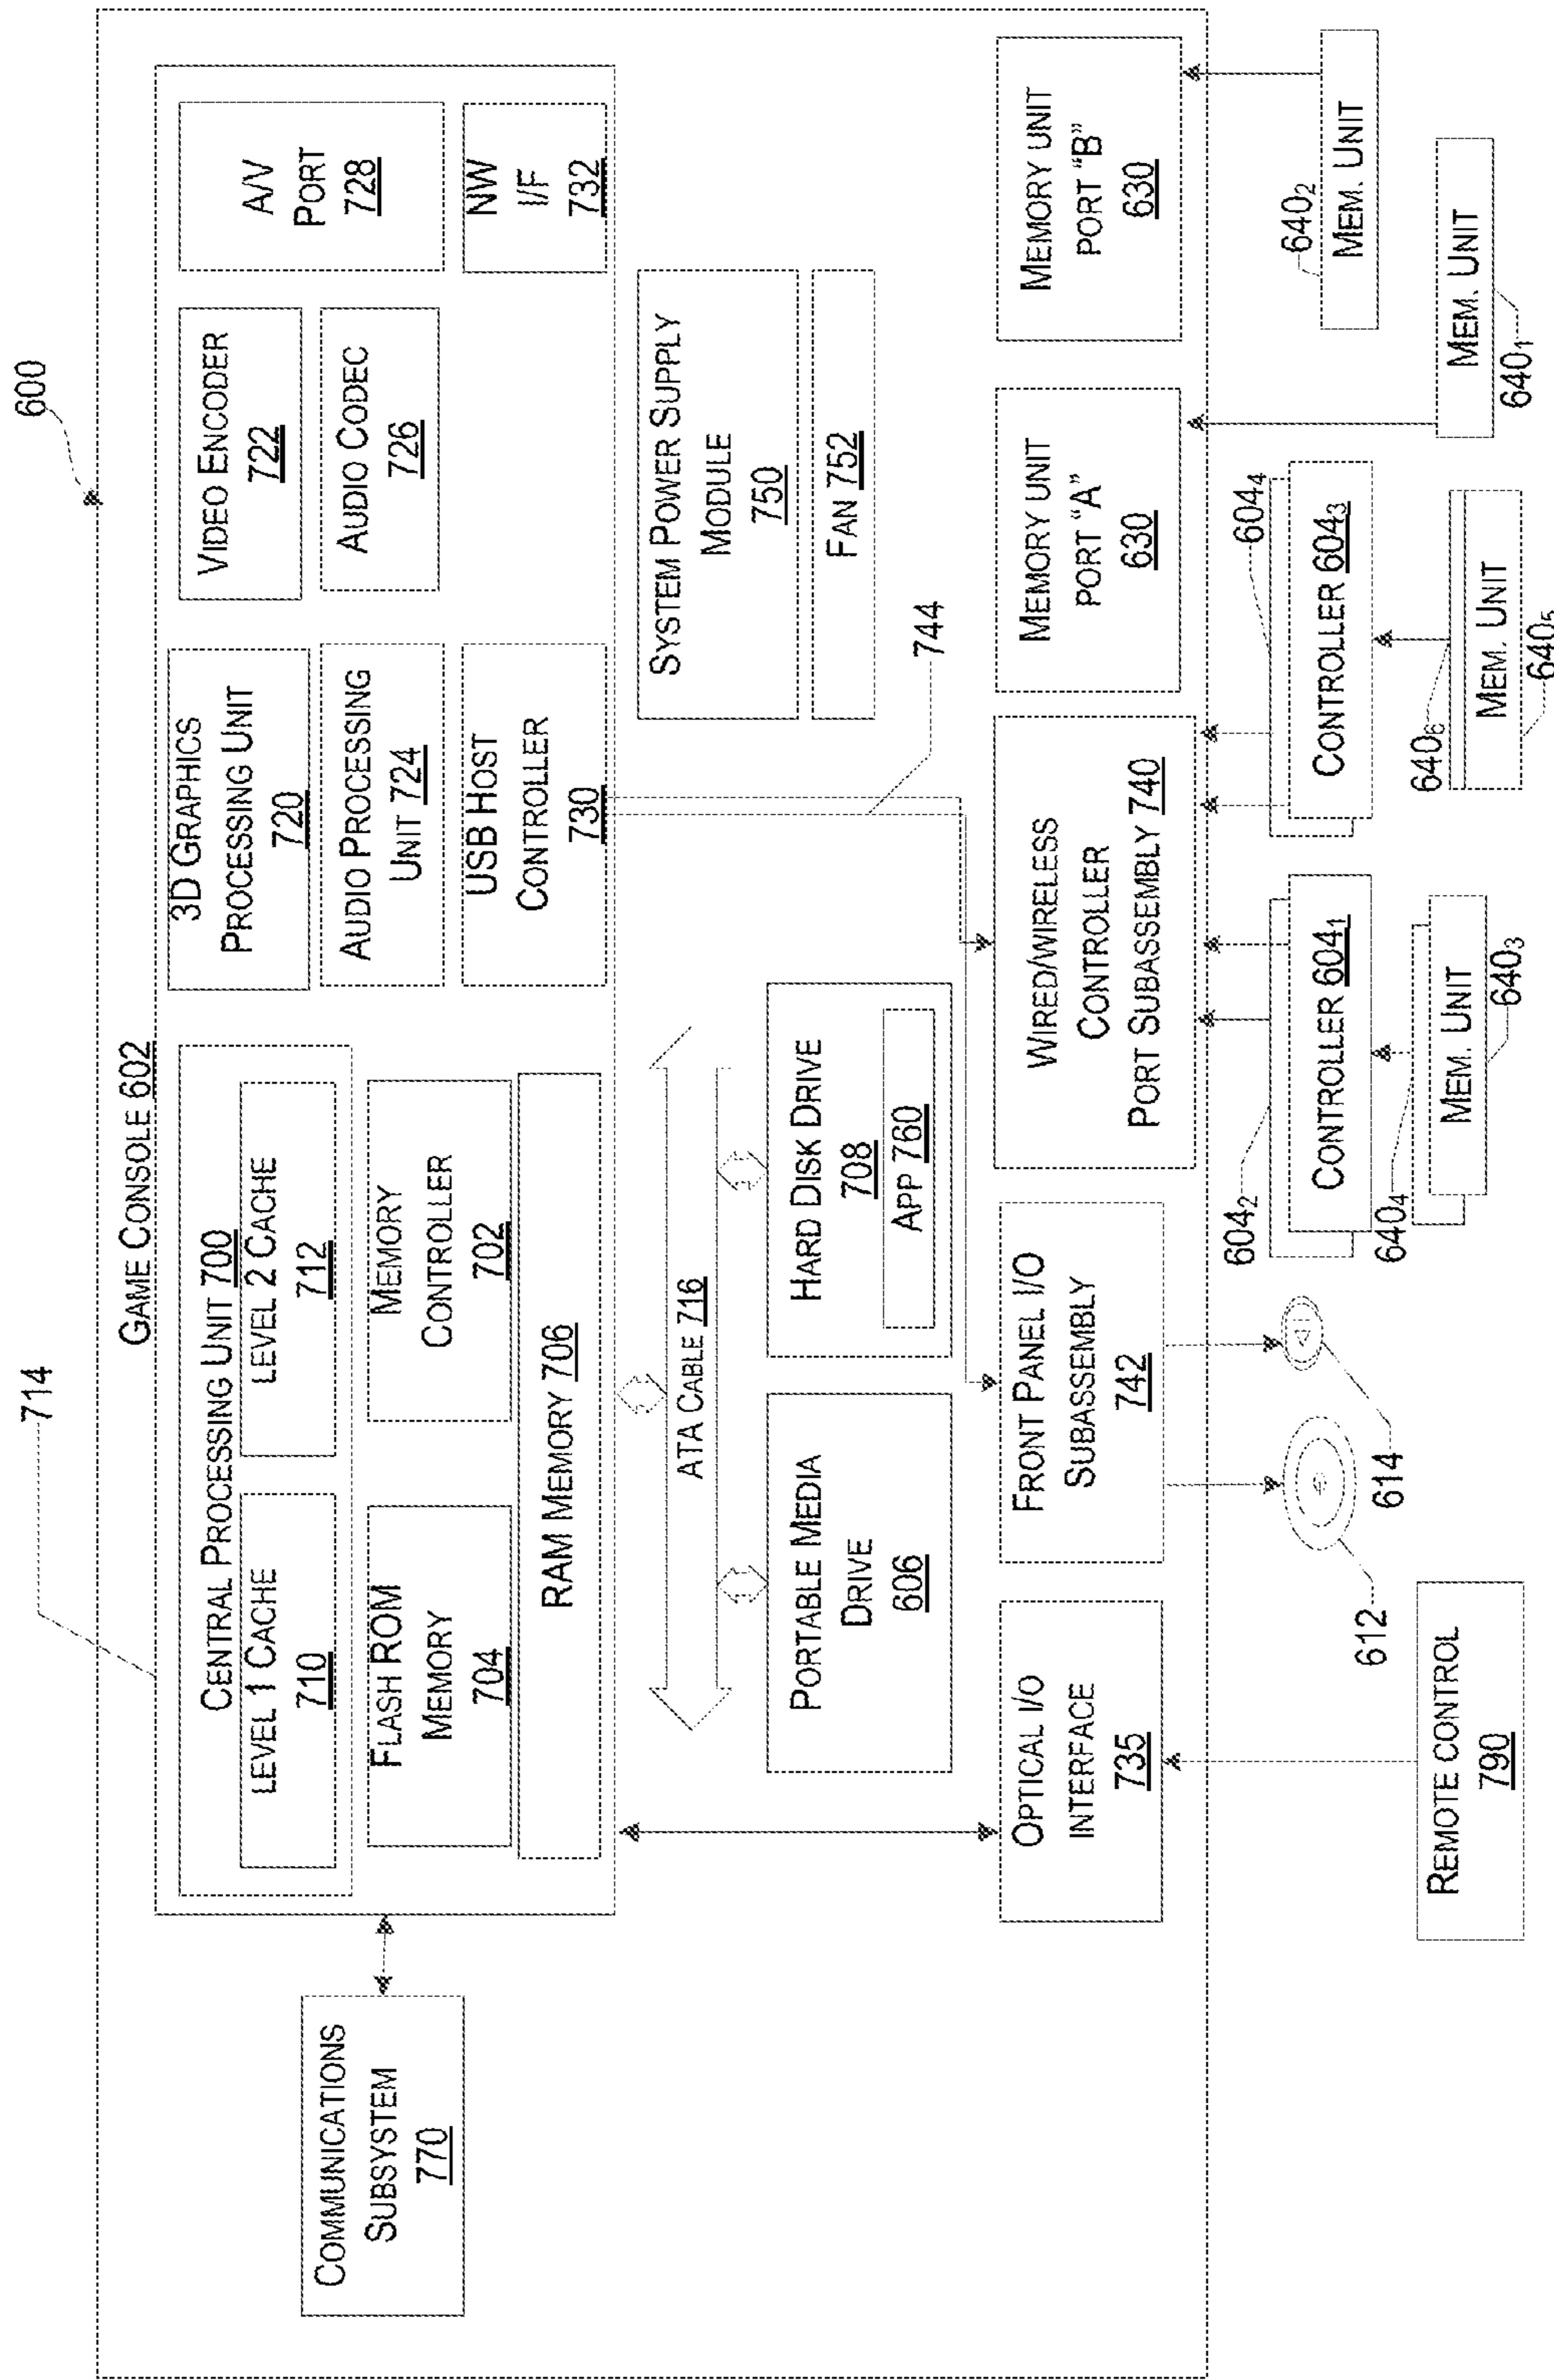 600
714
GAME CONSOLE 602
CENTRAL PROCESSING UNIT 700
LEVEL 1 CACHE
710
LEVEL 2 CACHE
712
3D GRAPHICS
PROCESSING UNIT
720
VIDEO ENCODER
722
A/V
PORT
728
FLASH ROM
MEMORY
704
MEMORY
CONTROLLER
702
AUDIO PROCESSING
UNIT 724
AUDIO CODEC
726
RAM MEMORY 706
USB HOST
CONTROLLER
730
NW
I/F
732
COMMUNICATIONS
SUBSYSTEM
770
ATA CABLE 716
SYSTEM POWER SUPPLY
MODULE
750
FAN 752
PORTABLE MEDIA
DRIVE
606
HARD DISK DRIVE
708
APP 760
744
OPTICAL I/O
INTERFACE
735
FRONT PANEL I/O
SUBASSEMBLY
742
WIRED/WIRELESS
CONTROLLER
PORT SUBASSEMBLY 740
MEMORY UNIT
PORT “A”
630
MEMORY UNIT
PORT “B”
630
604₂
604₄
640₂
CONTROLLER 604₁
CONTROLLER 604₃
MEM. UNIT
612
614
640₄
640₆
REMOTE CONTROL
790
MEM. UNIT
640₃
MEM. UNIT
640₅
MEM. UNIT
640₁